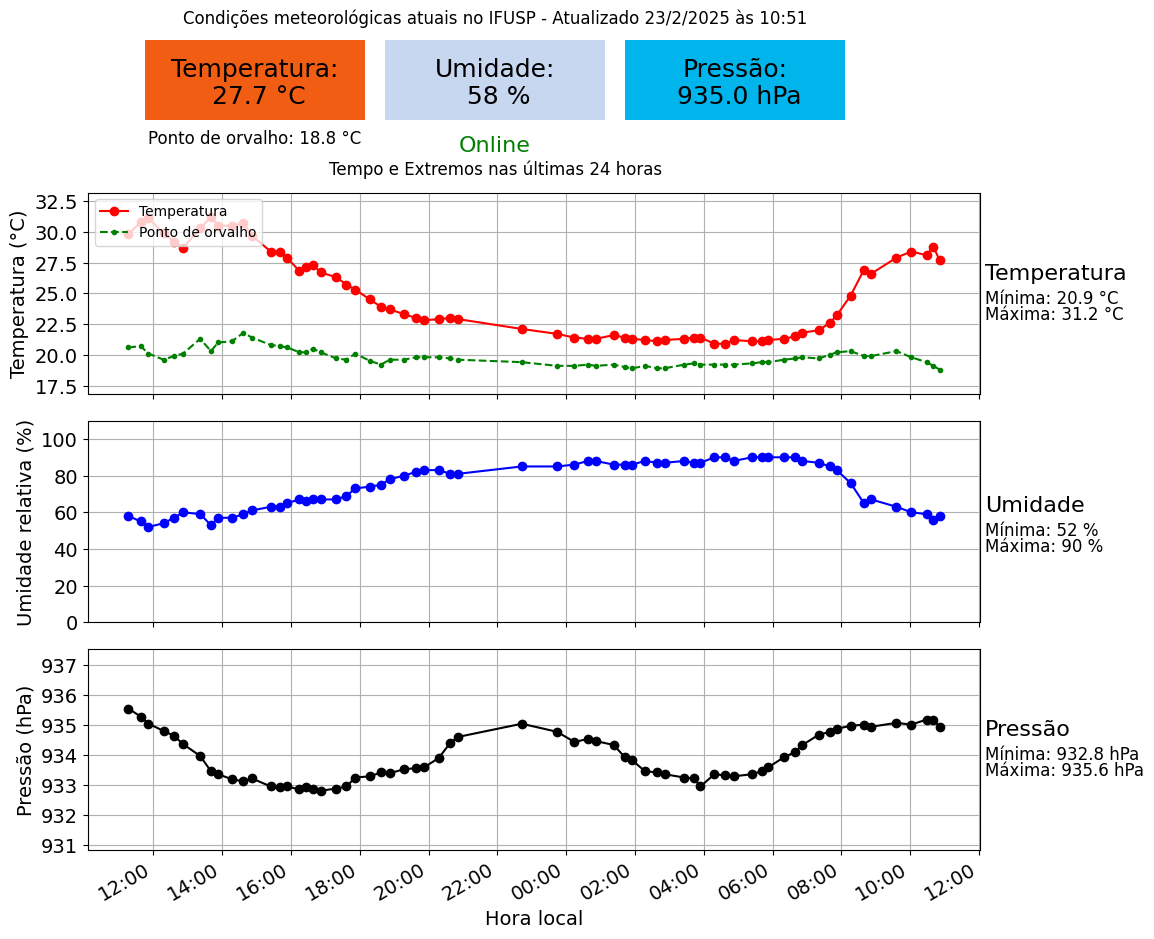 Condições meteorológicas atuais no IFUSP - Atualizado 23/2/2025 às 10:51
Temperatura:
27.7 °C
Umidade:
58 %
Pressão:
935.0 hPa
Ponto de orvalho: 18.8 °C
Online
Tempo e Extremos nas últimas 24 horas
Temperatura (°C)
32.5
30.0
27.5
25.0
22.5
20.0
17.5
Temperatura
Ponto de orvalho
Temperatura
Mínima: 20.9 °C
Máxima: 31.2 °C
Umidade relativa (%)
100
80
60
40
20
0
Umidade
Mínima: 52 %
Máxima: 90 %
Pressão (hPa)
937
936
935
934
933
932
931
Pressão
Mínima: 932.8 hPa
Máxima: 935.6 hPa
12:00 14:00 16:00 18:00 20:00 22:00 00:00 02:00 04:00 06:00 08:00 10:00 12:00
Hora local